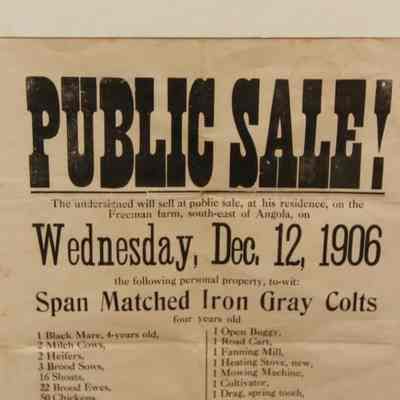 PUBLIC SALE!
The undersigned will sell at public sale, at his residence, on the
Freeman farm, south-east of Angola, on
Wednesday, Dec. 12, 1906
the following personal property, to-wit:
Span Matched Iron Gray Colts
four years old
1 Black Mare, 4-years old,
2 Milch Cows,
2 Heifers,
3 Brood Sows,
16 Shoats,
22 Brood Ewes,
50 Chickens,
1 Open Buggy,
1 Road Cart,
1 Fanning Mill,
1 Heating Stove, new,
1 Mowing Machine,
1 Cultivator,
1 Drag, spring tooth,